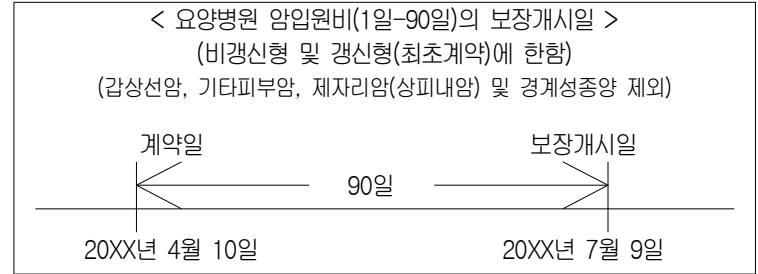 < 요양병원 암입원비(1일-90일)의 보장개시일 >
(비갱신형 및 갱신형(최초계약)에 한함)
(갑상선암, 기타피부암, 제자리암(상피내암) 및 경계성종양 제외)
계약일 보장개시일
90일
20XX년 4월 10일 20XX년 7월 9일